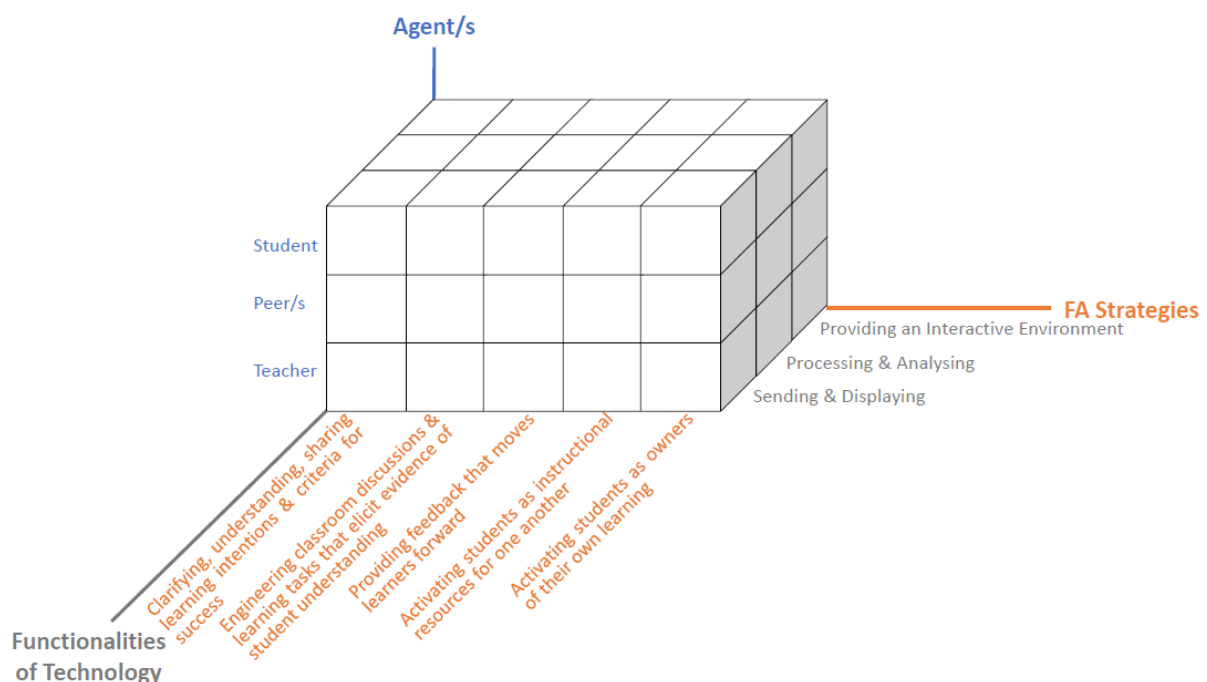 Agent/s
Student
Peer/s
Teacher
FA Strategies
Providing an Interactive Environment
Processing & Analysing
Sending & Displaying
Clarifying, understanding, sharing
learning intentions & criteria for
success
Engineering classroom discussions &
learning tasks that elicit evidence of
student understanding
Providing feedback that moves
learners forward
Activating students as instructional
resources for one another
Activating students as owners
of their own learning
Functionalities
of Technology